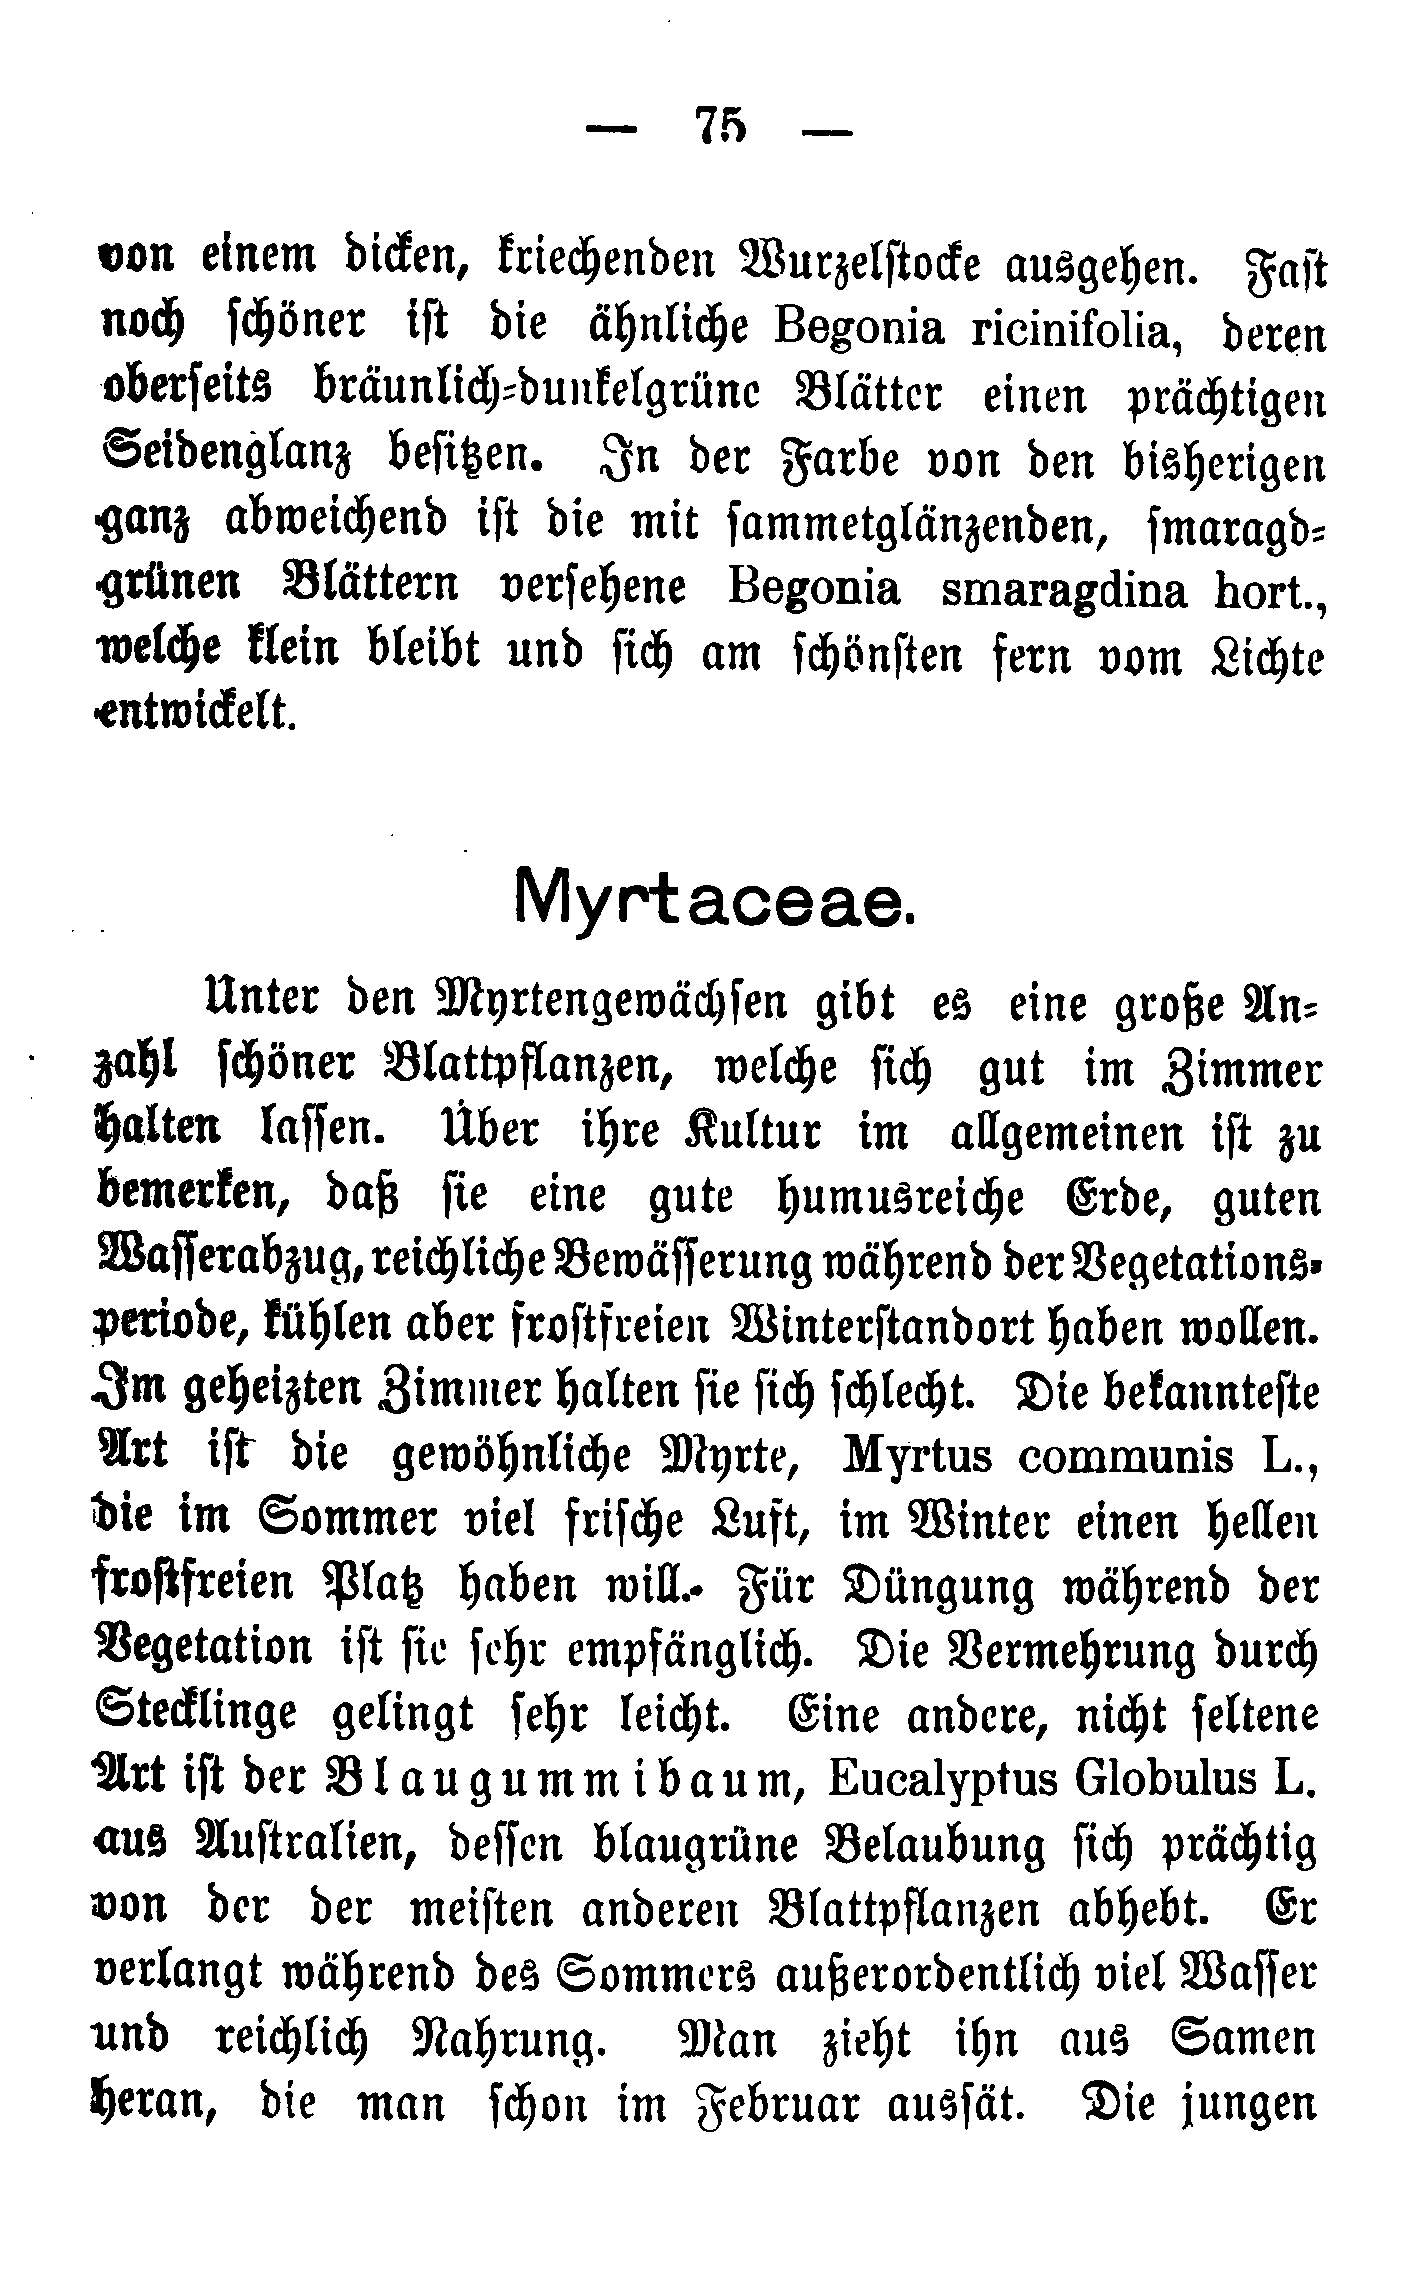 — 75 —
von einem dicken, kriechenden Wurzelstocke ausgehen. Fast
noch schöner ist die ähnliche Begonia ricinifolia, deren
oberseits bräunlich-dunkelgrüne Blätter einen prächtigen
Seidenglanz besitzen. In der Farbe von den bisherigen
ganz abweichend ist die mit sammetglänzenden, smaragd-
grünen Blättern versehene Begonia smaragdina hort.,
welche klein bleibt und sich am schönsten fern vom Lichte
entwickelt.
Myrtaceae.
Unter den Myrtengewächsen gibt es eine große An-
zahl schöner Blattpflanzen, welche sich gut im Zimmer
halten lassen. Über ihre Kultur im allgemeinen ist zu
bemerken, daß sie eine gute humusreiche Erde, guten
Wasserabzug, reichliche Bewässerung während der Vegetations-
periode, kühlen aber frostfreien Winterstandort haben wollen.
Im geheizten Zimmer halten sie sich schlecht. Die bekannteste
Art ist die gewöhnliche Myrte, Myrtus communis L.,
die im Sommer viel frische Luft, im Winter einen hellen
frostfreien Platz haben will. Für Düngung während der
Vegetation ist sie sehr empfänglich. Die Vermehrung durch
Stecklinge gelingt sehr leicht. Eine andere, nicht seltene
Art ist der Blaugummibaum, Eucalyptus Globulus L.
aus Australien, dessen blaugrüne Belaubung sich prächtig
von der der meisten anderen Blattpflanzen abhebt. Er
verlangt während des Sommers außerordentlich viel Wasser
und reichlich Nahrung. Man zieht ihn aus Samen
heran, die man schon im Februar aussät. Die jungen